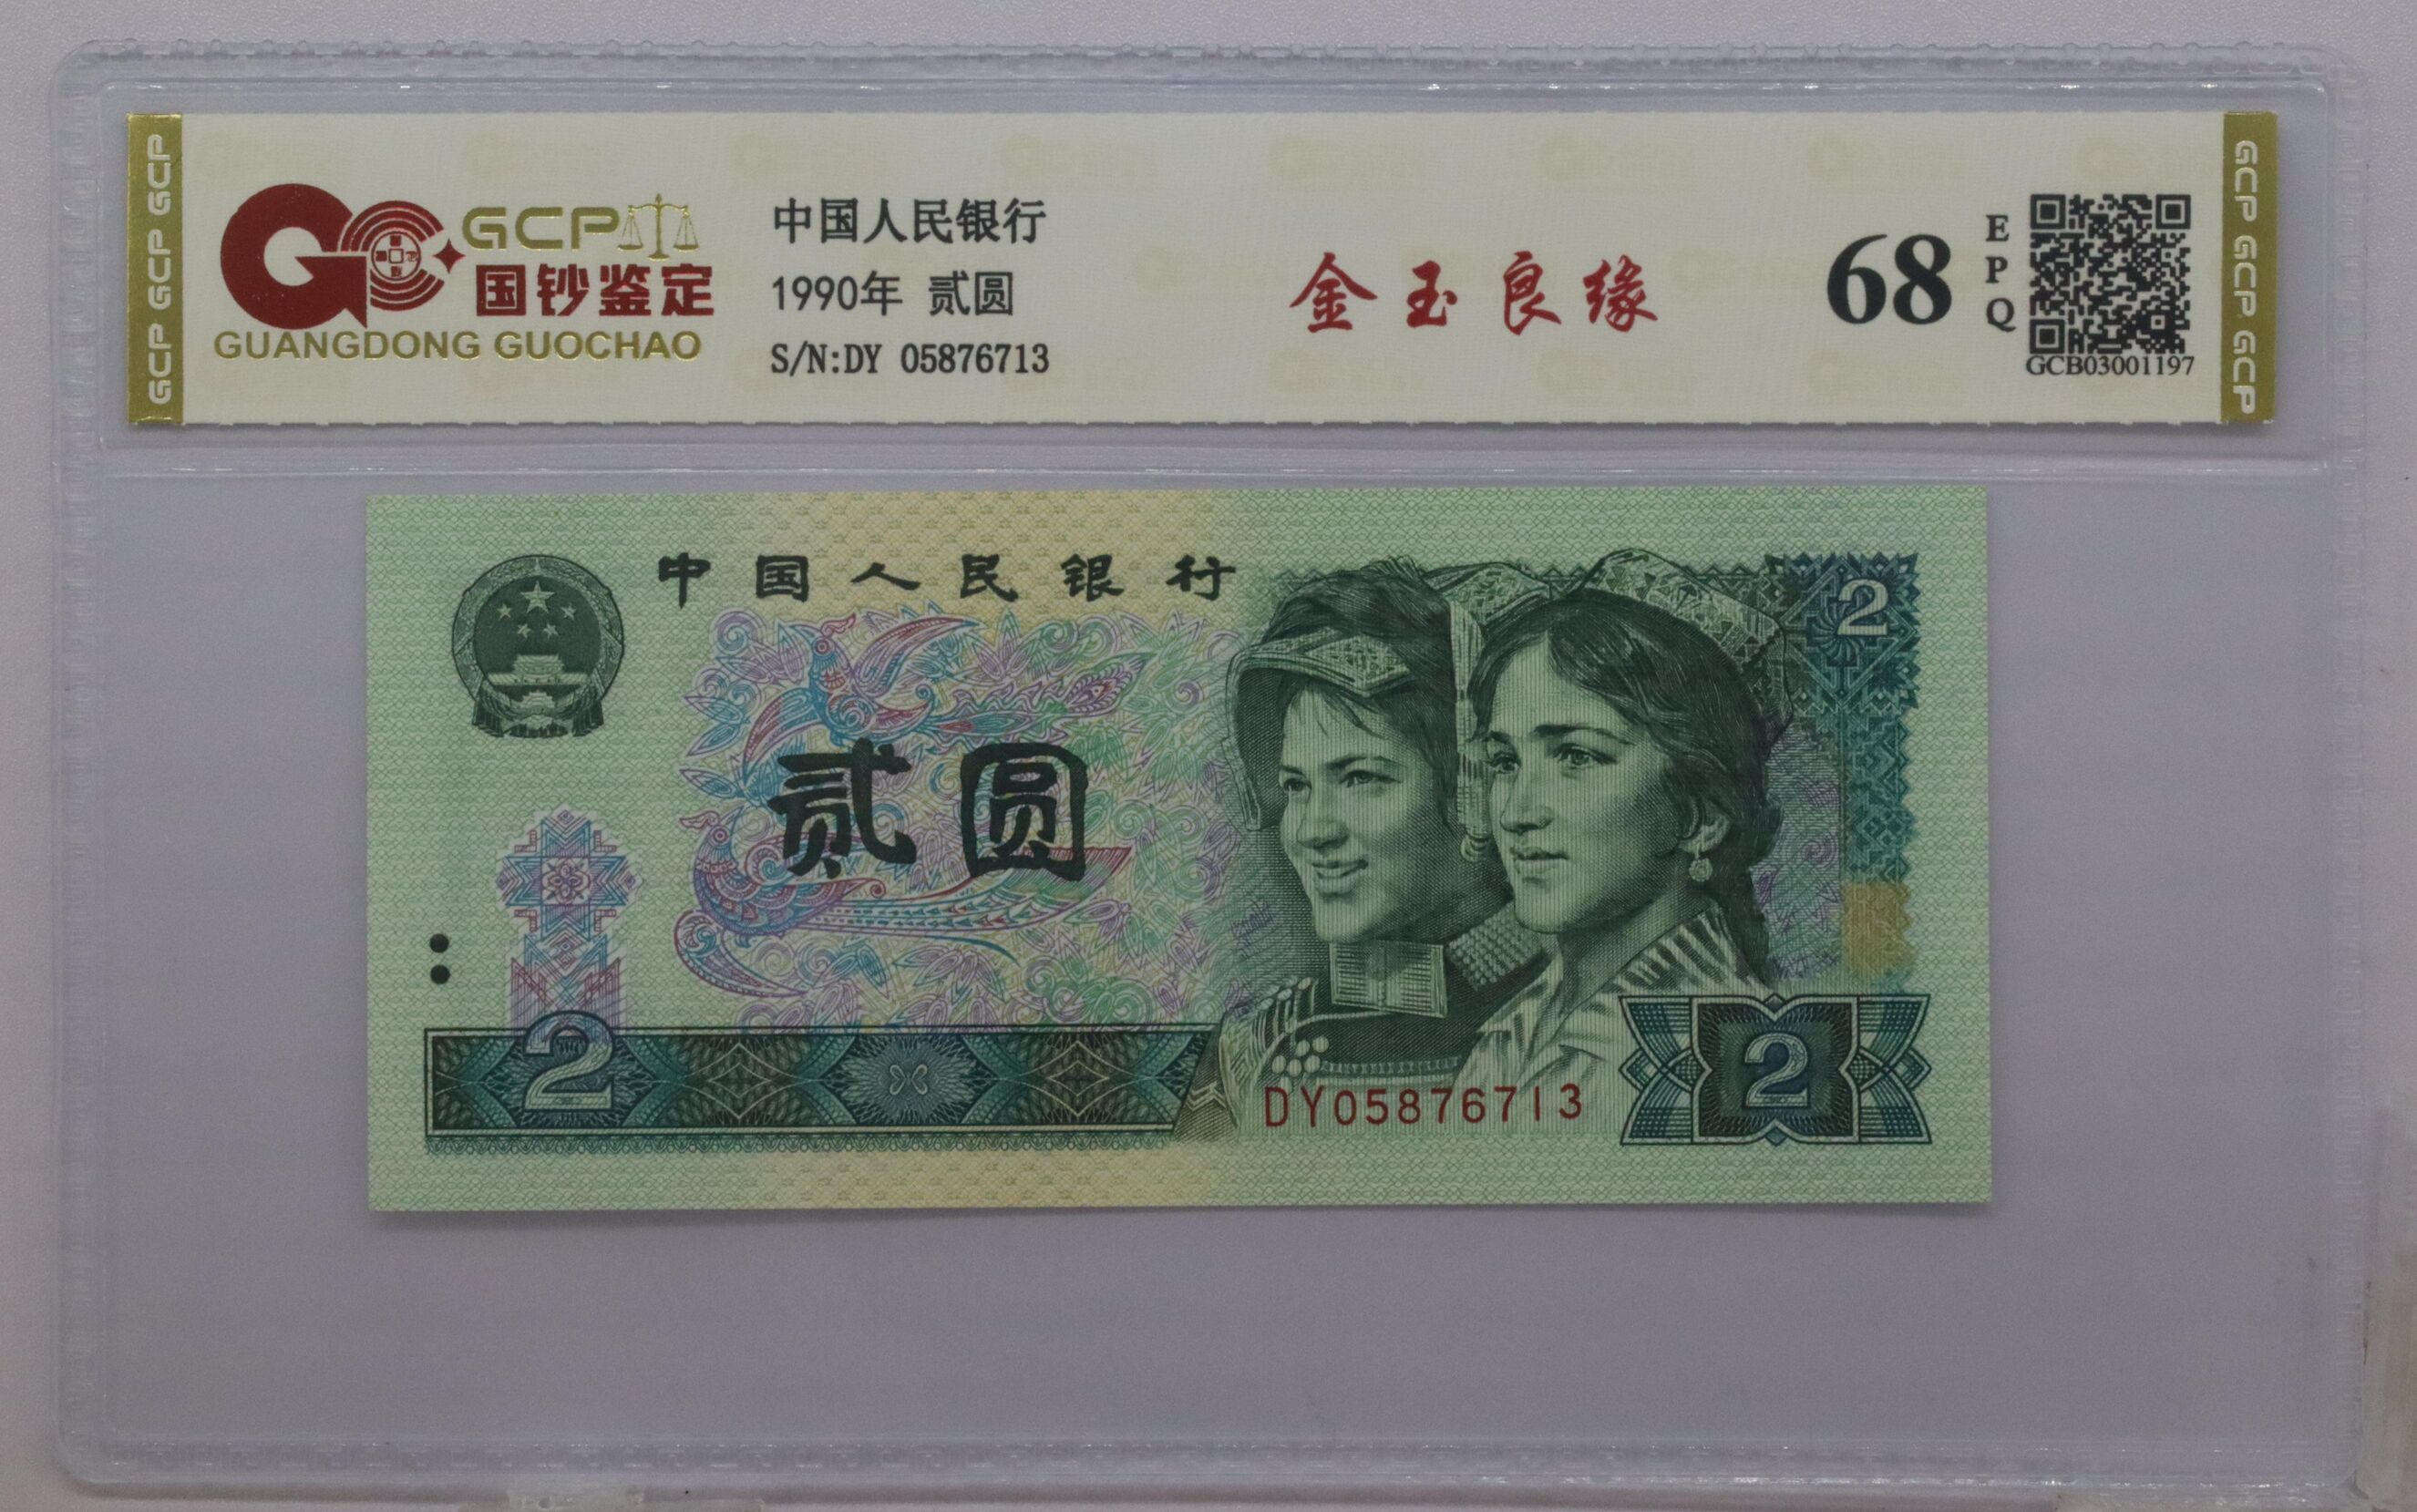 GCP GCP GCP
GCP
国钞鉴定
GUANGDONG GUOCHAO
中国人民银行
1990年 贰圆
S/N:DY 05876713
金玉良缘
68
EPQ
GCB03001197
GCP GCP GCP
中国人民银行
2
贰圆
2
DY05876713
2